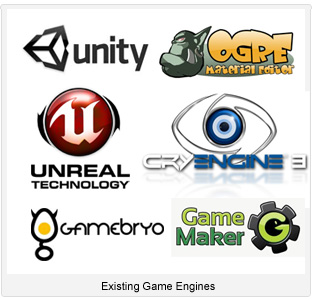 unity
OGRE
Material Editor
UNREAL
TECHNOLOGY
CRYENGINE 3
GAMEBRYO
Game
Maker
Existing Game Engines